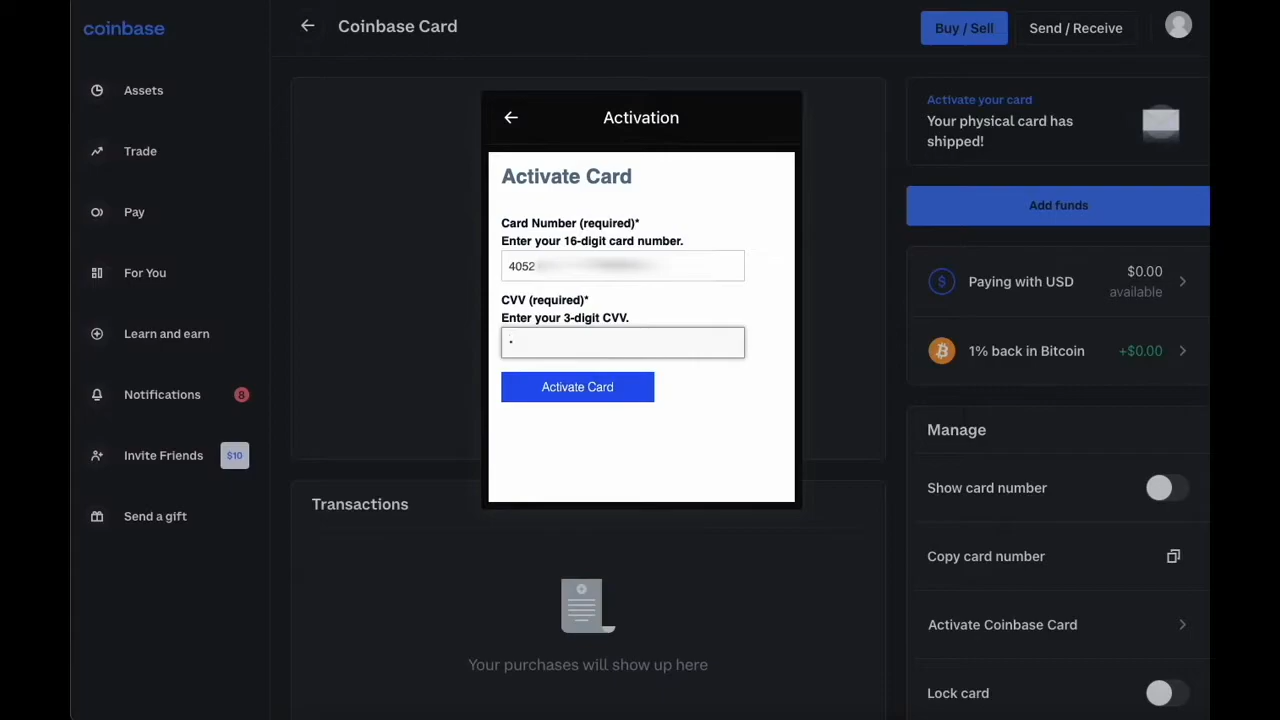 coinbase
Coinbase Card
Buy / Sell
Send / Receive
Assets
Trade
Pay
For You
Learn and earn
Notifications
8
Invite Friends
$10
Send a gift
Activation
Activate Card
Card Number (required)*
Enter your 16-digit card number.
4052
CVV (required)*
Enter your 3-digit CVV.
Activate Card
Transactions
Your purchases will show up here
Activate your card
Your physical card has
shipped!
Add funds
Paying with USD
$0.00
available
1% back in Bitcoin
+$0.00
Manage
Show card number
Copy card number
Activate Coinbase Card
Lock card